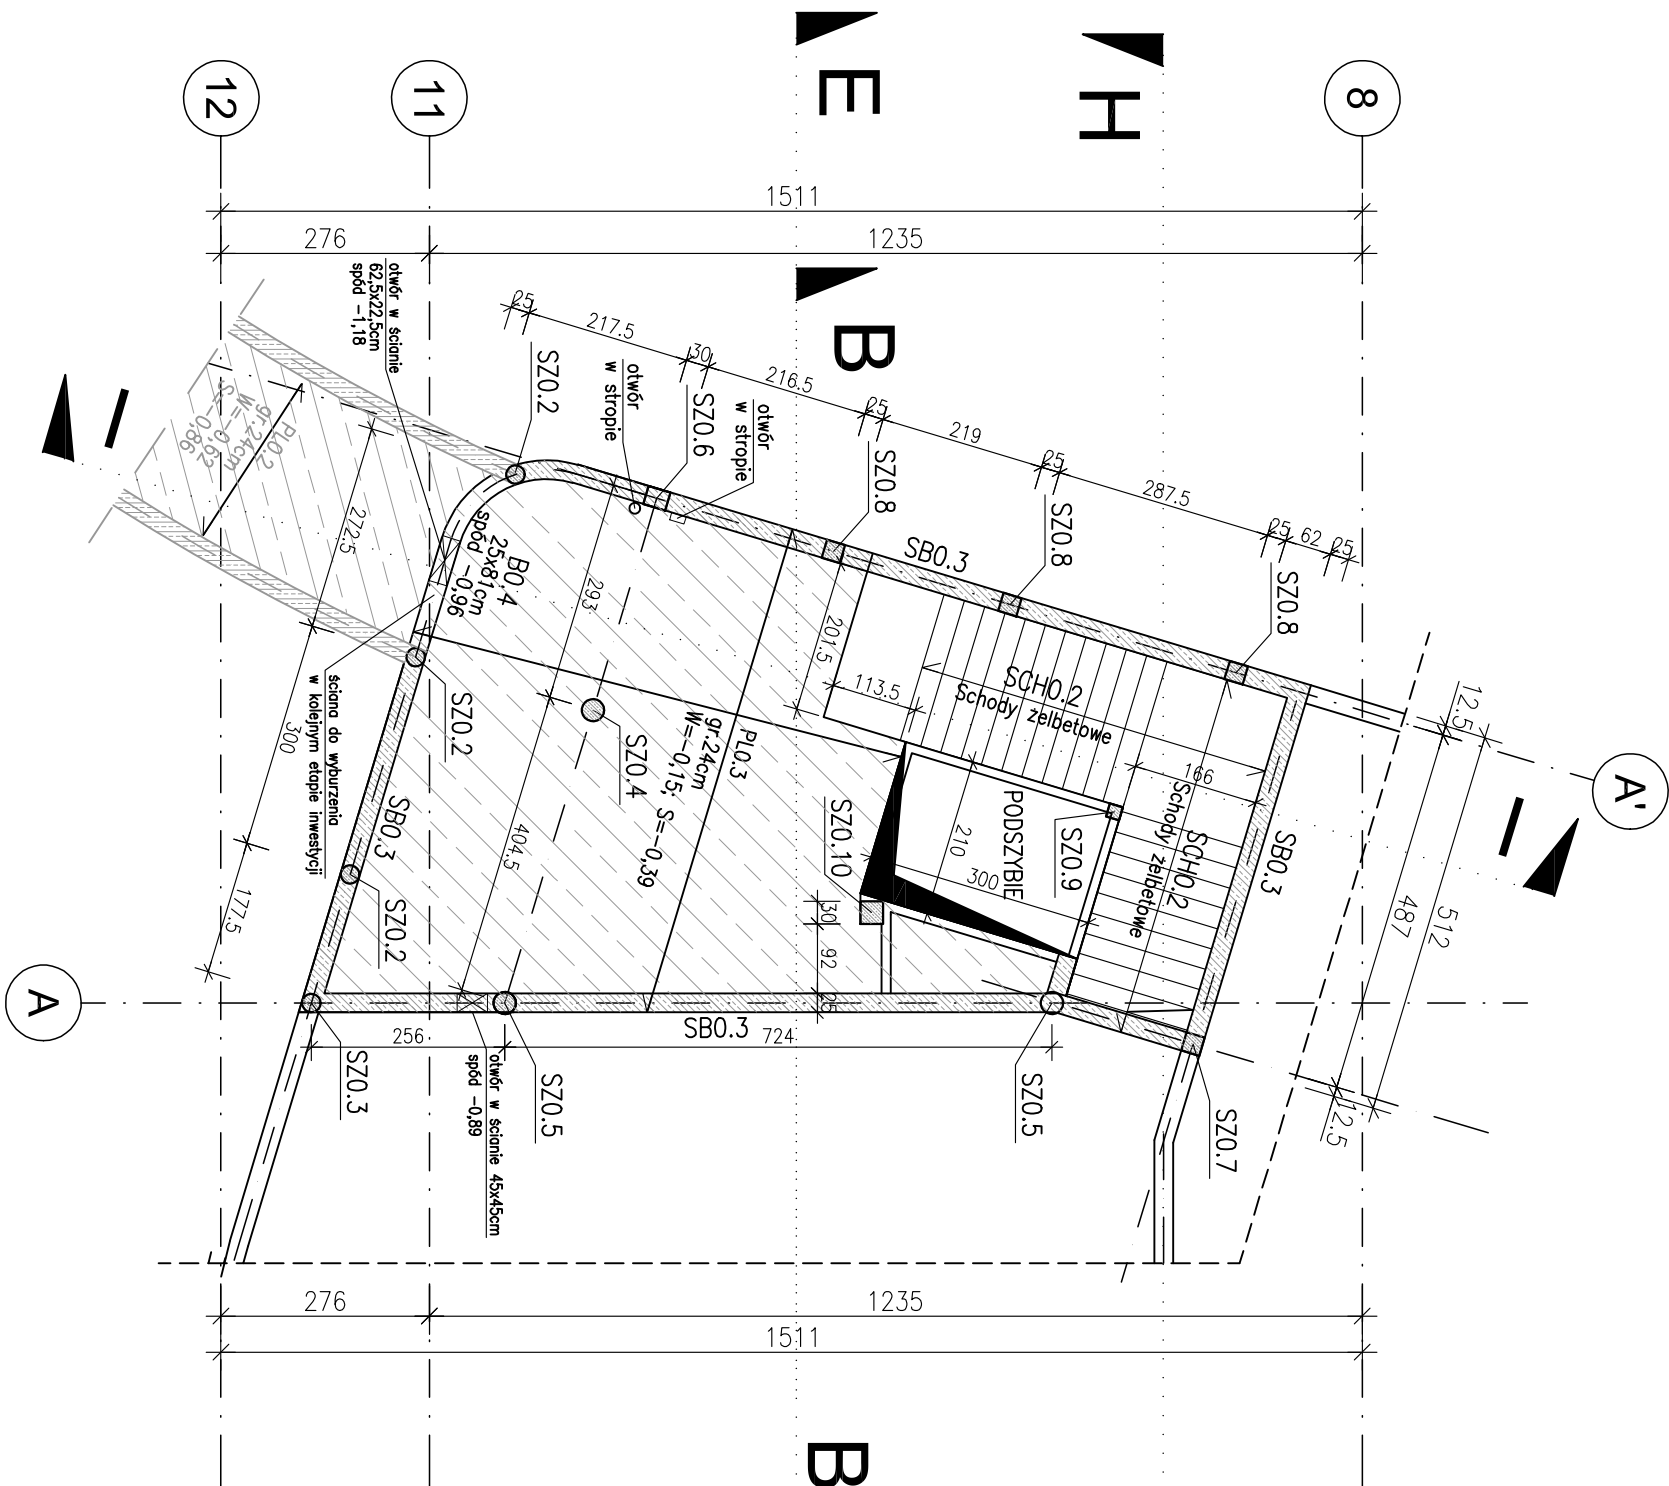 12
11
E
H
8
1511
276
1235
B
otwór w ścianie
62,5x22,5cm
spód -1,18
25
217.5
30
216.5
25
219
25
287.5
25
62
25
SZ0.2
otwór
w stropie
SZ0.6
otwór
w stropie
SZ0.8
SB0.3
SZ0.8
SZ0.8
I
PL0.2
gr.24cm
W=-0,62
S=-0,86
272.5
B0.4
25x81cm
spód -0,96
293
201.5
113.5
SCH0.2
Schody żelbetowe
166
12.5
A'
I
ściana do wyburzenia
w kolejnym etapie inwestycji
300
SZ0.2
SZ0.4
PL0.3
gr.24cm
W=-0,15; S=-0,39
SZ0.10
210
PODSZYBIE
300
SZ0.9
SCH0.2
Schody żelbetowe
SB0.3
487
512
SB0.3
404.5
177.5
SZ0.2
30
92
25
A
256
SB0.3
724
SZ0.3
otwór w ścianie 45x45cm
spód -0,89
SZ0.5
SZ0.5
SZ0.7
12.5
276
1235
1511
B